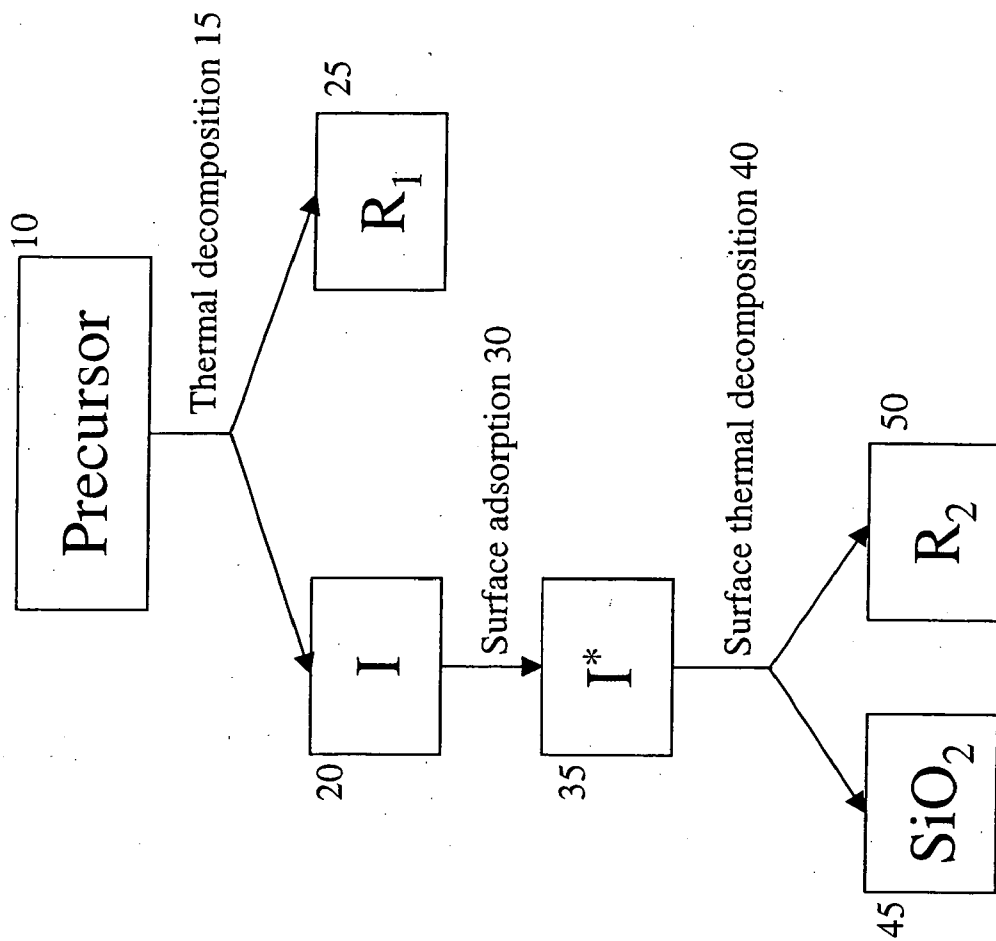 Precursor
10
Thermal decomposition 15
I
20
R₁
25
Surface adsorption 30
I*
35
Surface thermal decomposition 40
SiO₂
45
R₂
50